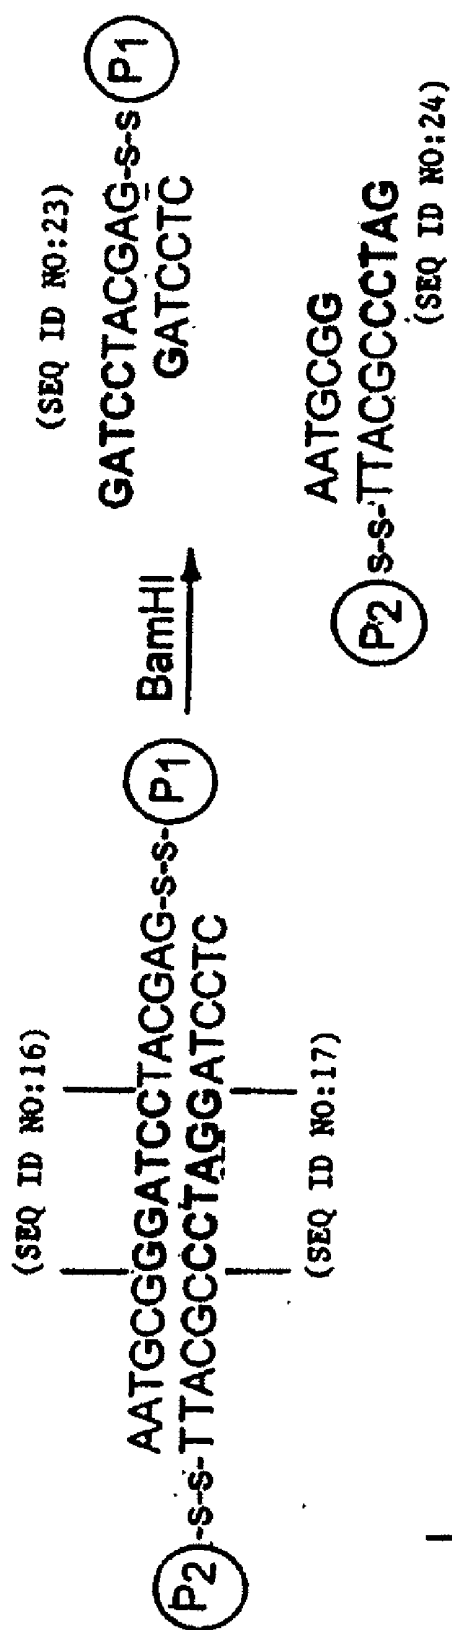 (SEQ ID NO:16)
AATGCGGGATCCTACGAG-s-s-P1
P2-s-s-TTACGCCCTAGGATCCTC
(SEQ ID NO:17)
BamHI
(SEQ ID NO:23)
GATCCTACGAG-s-s P1
GATCCTC
AATGCGG
P2 s-s-TTACGCCCTAG
(SEQ ID NO:24)